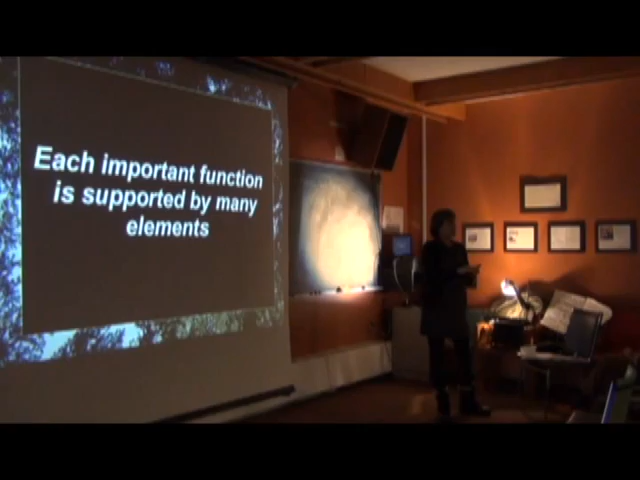 Each important function
is supported by many
elements